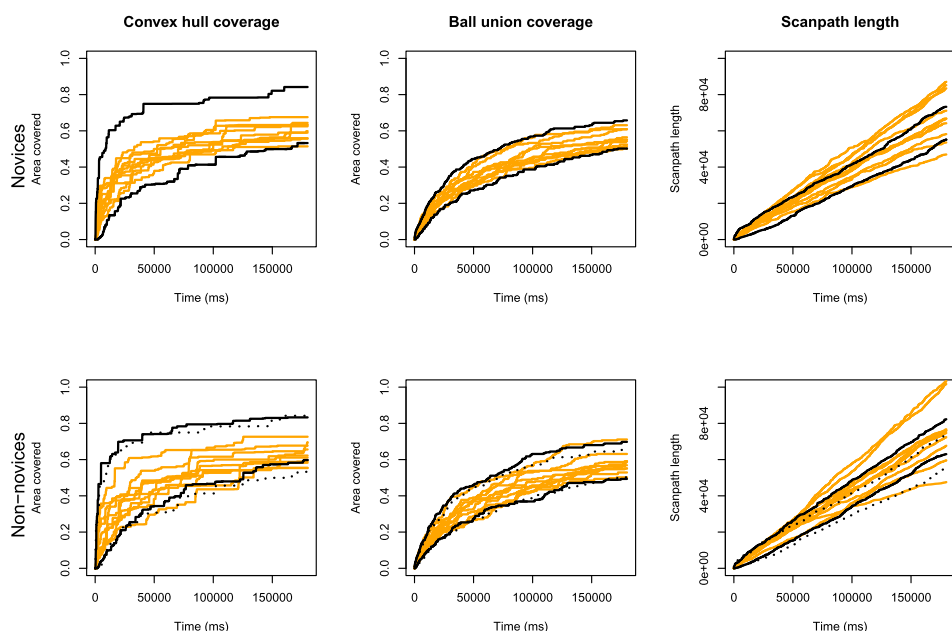 Convex hull coverage
Ball union coverage
Scanpath length
Novices
Area covered
0.0 0.2 0.4 0.6 0.8 1.0
0 50000 100000 150000
Time (ms)
Area covered
0.0 0.2 0.4 0.6 0.8 1.0
0 50000 100000 150000
Time (ms)
Scanpath length
0e+00 4e+04 8e+04
0 50000 100000 150000
Time (ms)
Non-novices
Area covered
0.0 0.2 0.4 0.6 0.8 1.0
0 50000 100000 150000
Time (ms)
Area covered
0.0 0.2 0.4 0.6 0.8 1.0
0 50000 100000 150000
Time (ms)
Scanpath length
0e+00 4e+04 8e+04
0 50000 100000 150000
Time (ms)